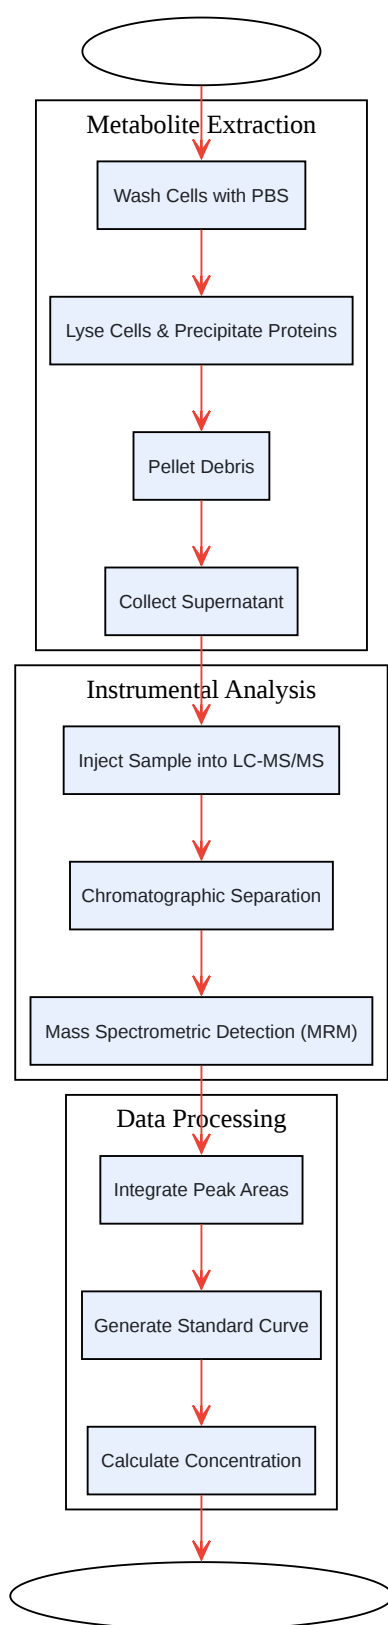 Metabolite Extraction
Wash Cells with PBS
Lyse Cells & Precipitate Proteins
Pellet Debris
Collect Supernatant
Instrumental Analysis
Inject Sample into LC-MS/MS
Chromatographic Separation
Mass Spectrometric Detection (MRM)
Data Processing
Integrate Peak Areas
Generate Standard Curve
Calculate Concentration